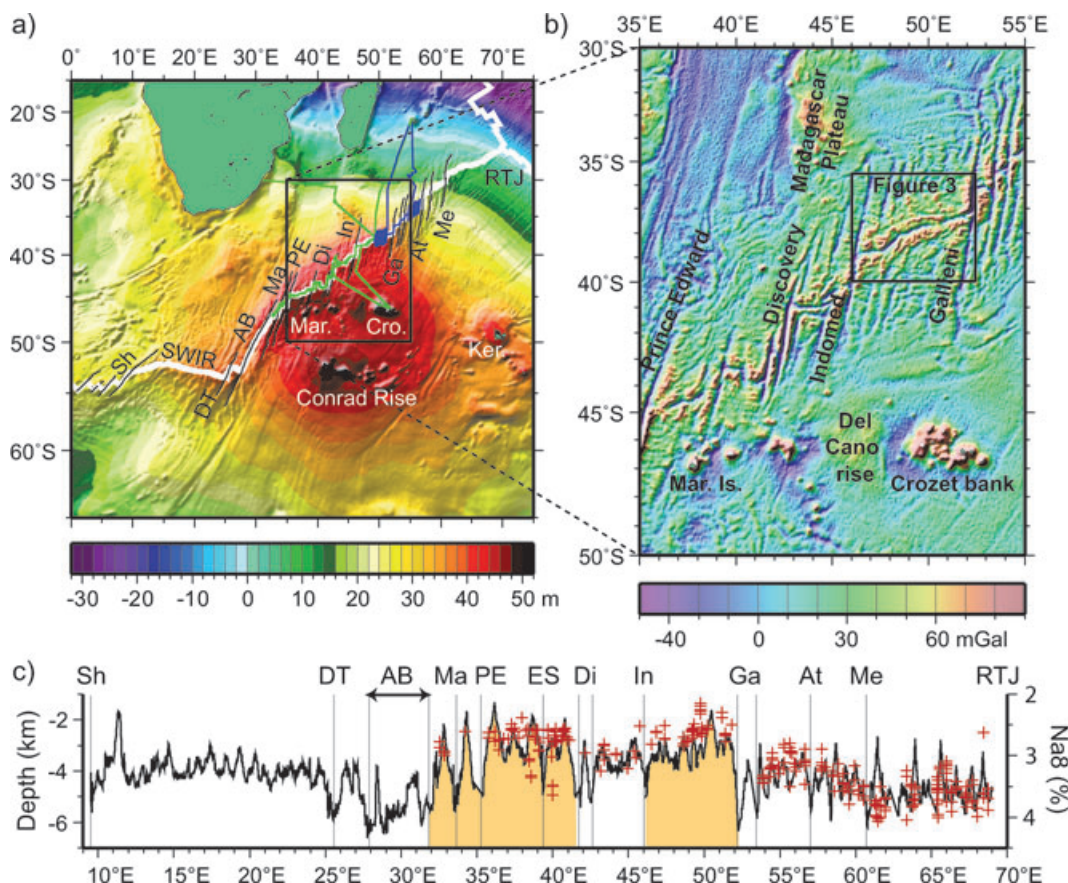 a)
0° 10°E 20°E 30°E 40°E 50°E 60°E 70°E
20°S
30°S
40°S
50°S
60°S
RTJ
Me
At
Ga
In
Di
PE
Ma
AB
DT
SWIR
Sh
Mar.
Cro.
Ker.
Conrad Rise
-30 -20 -10 0 10 20 30 40 50 m
b)
35°E 40°E 45°E 50°E 55°E
30°S
35°S
40°S
45°S
50°S
Madagascar
Plateau
Figure 3
Prince Edward
Discovery
Indomed
Gallieni
Del
Cano
rise
Mar. Is.
Crozet bank
-40 0 30 60 mGal
c)
Sh DT AB Ma PE ES Di In Ga At Me RTJ
Depth (km)
-2
-4
-6
2
3
4
Na8 (%)
10°E 15°E 20°E 25°E 30°E 35°E 40°E 45°E 50°E 55°E 60°E 65°E 70°E